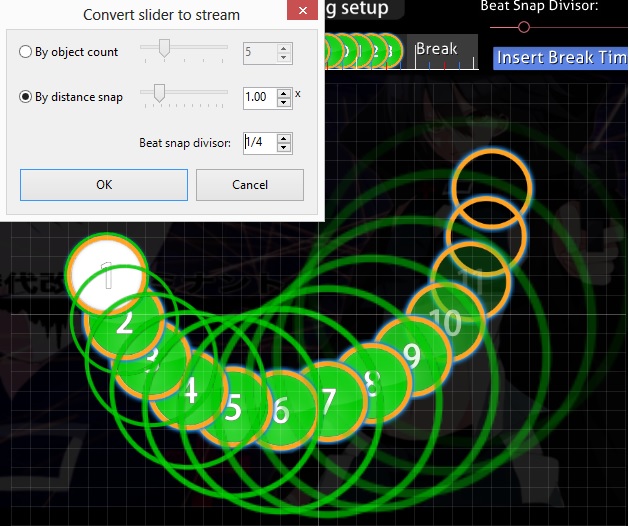 Convert slider to stream
g setup
Beat Snap Divisor:
By object count
5
Break
Insert Break Tim
By distance snap
1.00
x
Beat snap divisor:
1/4
OK
Cancel
1
2
3
4
5
6
7
8
9
10
11